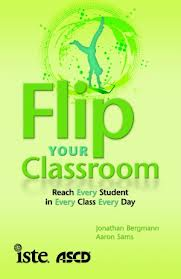 Flip
YOUR
Classroom
Reach Every Student
in Every Class Every Day
Jonathan Bergmann
Aaron Sams
iste. ASCD